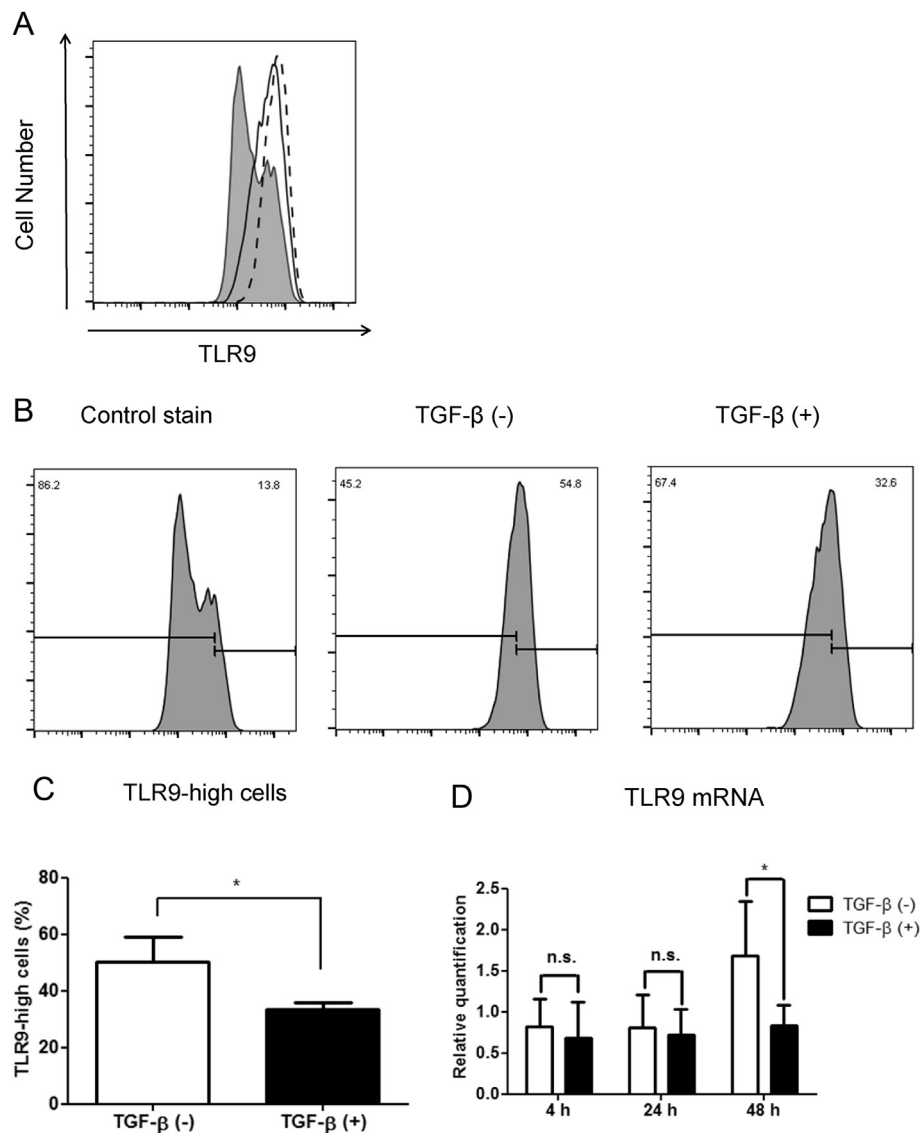 A
Cell Number
TLR9
B
Control stain
TGF-β (-)
TGF-β (+)
86.2
13.8
45.2
54.8
67.4
32.6
C
TLR9-high cells
TLR9-high cells (%)
80
60
40
20
0
*
TGF-β (-)
TGF-β (+)
D
TLR9 mRNA
Relative quantification
2.5
2.0
1.5
1.0
0.5
0.0
n.s.
n.s.
*
4 h
24 h
48 h
TGF-β (-)
TGF-β (+)